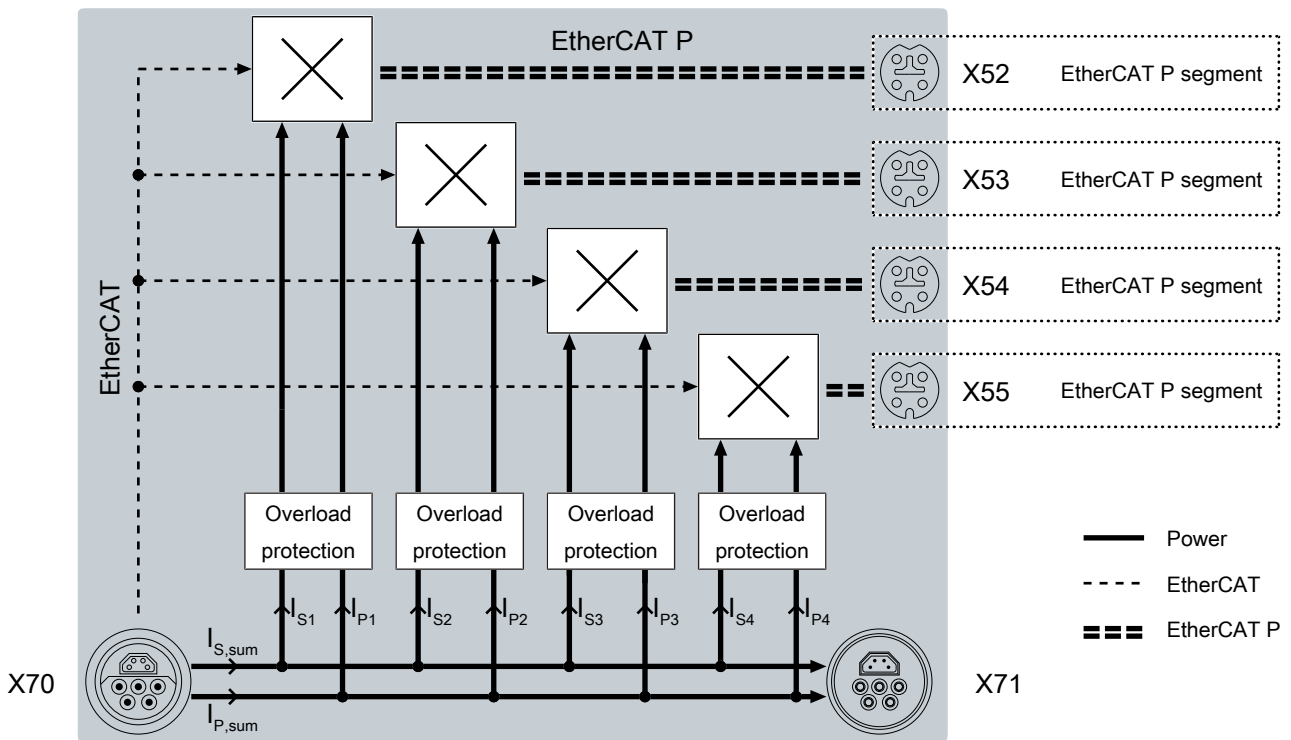 EtherCAT P
X52 EtherCAT P segment
X53 EtherCAT P segment
X54 EtherCAT P segment
X55 EtherCAT P segment
EtherCAT
Overload protection
Overload protection
Overload protection
Overload protection
Power
EtherCAT
EtherCAT P
IS1 IP1 IS2 IP2 IS3 IP3 IS4 IP4
IS,sum
X70
X71
IP,sum